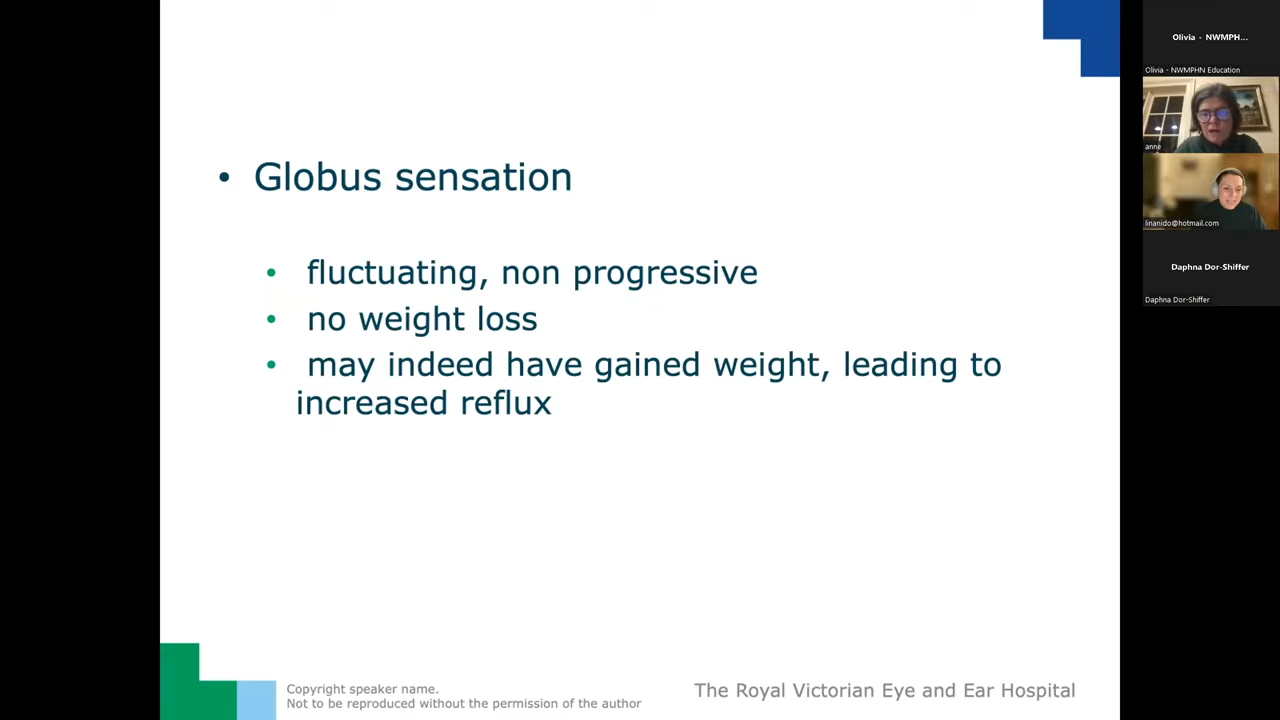 • Globus sensation
• fluctuating, non progressive
• no weight loss
• may indeed have gained weight, leading to
increased reflux
Copyright speaker name.
Not to be reproduced without the permission of the author
The Royal Victorian Eye and Ear Hospital
Olivia - NWMPH...
Olivia - NWMPHN Education
anne
linanido@hotmail.com
Daphna Dor-Shiffer
Daphna Dor-Shiffer